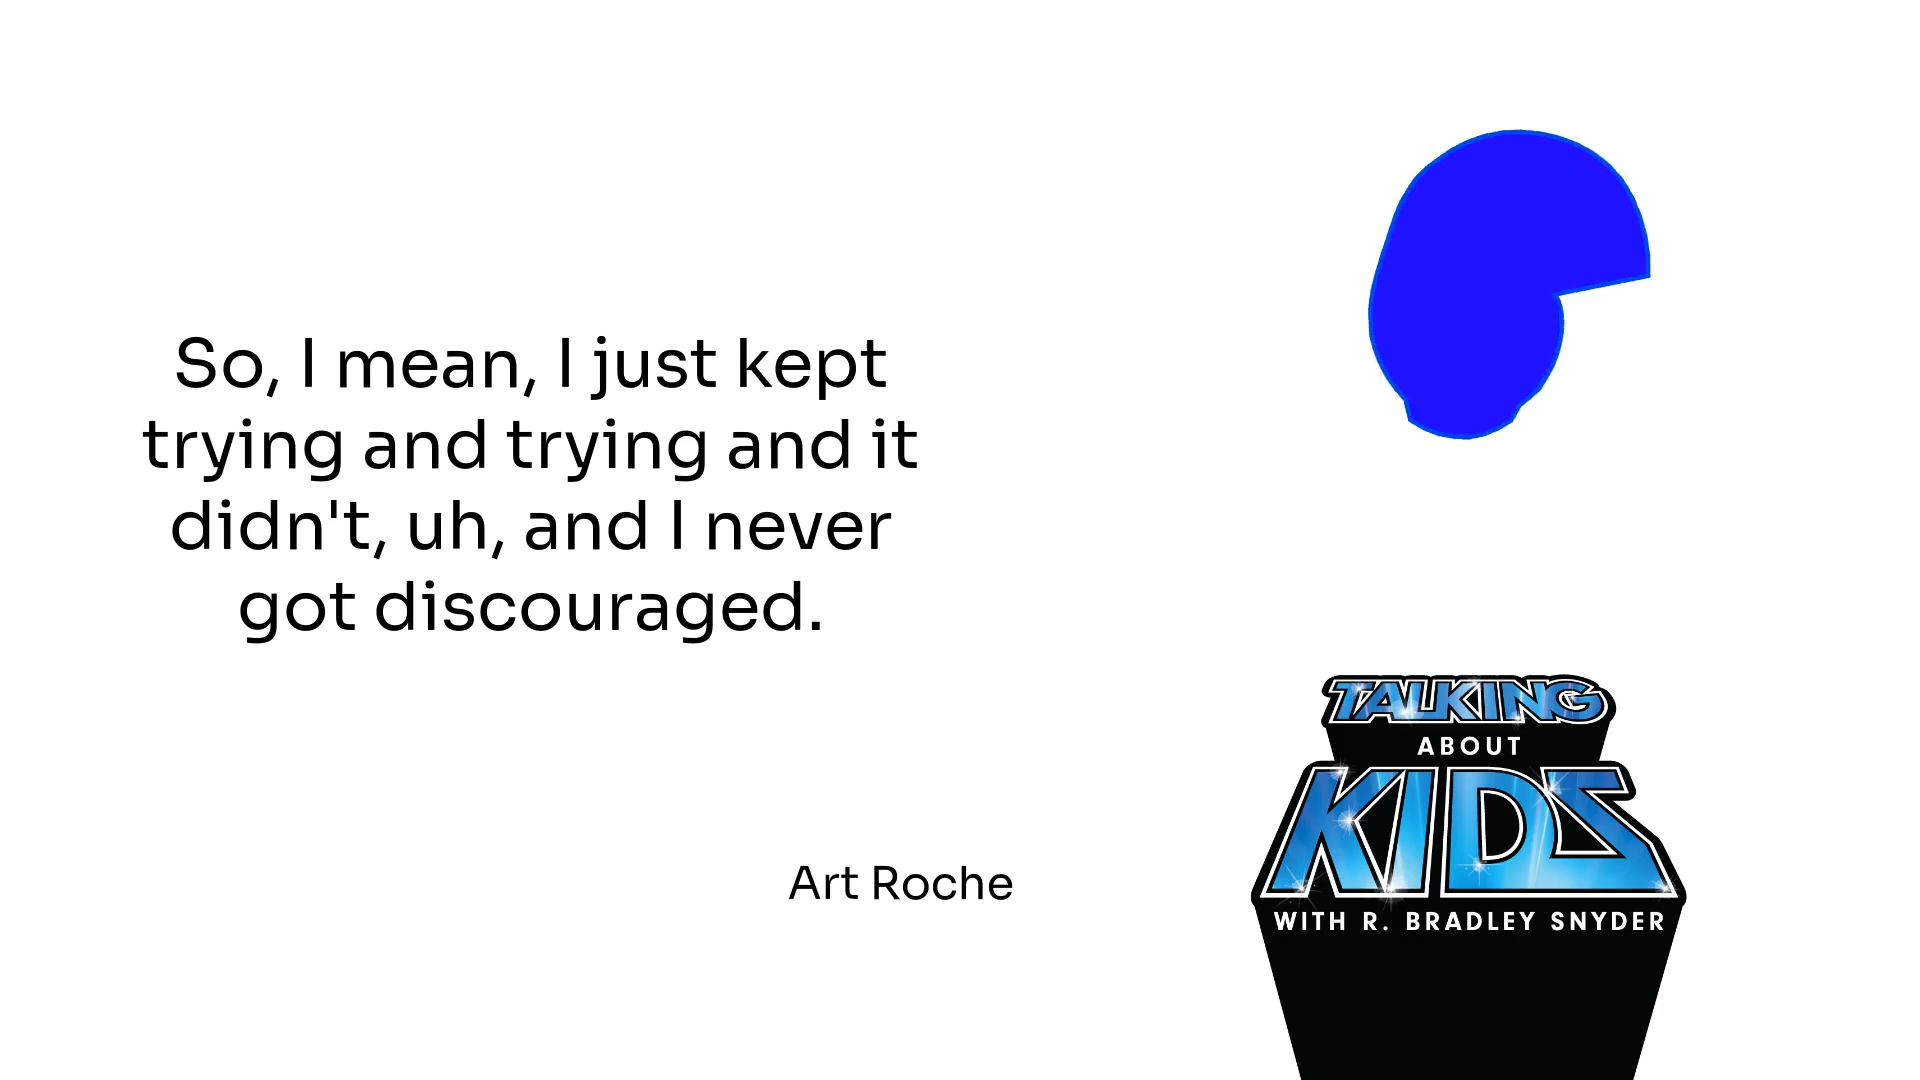 So, I mean, I just kept
trying and trying and it
didn't, uh, and I never
got discouraged.
Art Roche
TALKING
ABOUT
KIDS
WITH R. BRADLEY SNYDER